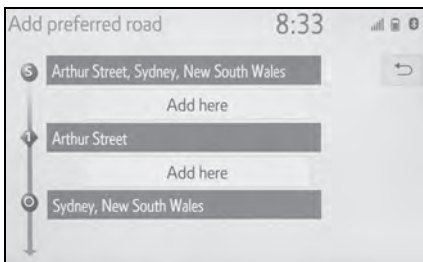 Add preferred road 8:33
S Arthur Street, Sydney, New South Wales
Add here
1 Arthur Street
Add here
Sydney, New South Wales